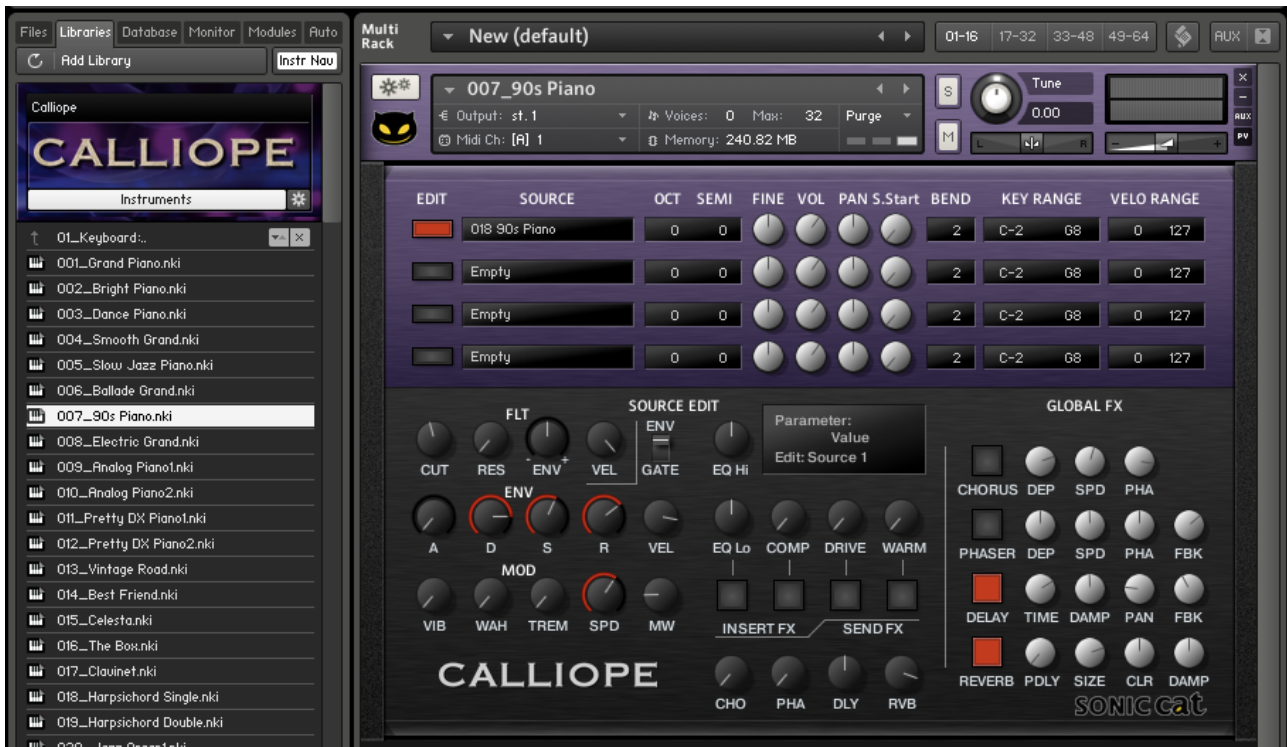 Files Libraries Database Monitor Modules Auto
Add Library Instr Nav
Calliope
CALLIOPE
Instruments
01_Keyboard:..
001_Grand Piano.nki
002_Bright Piano.nki
003_Dance Piano.nki
004_Smooth Grand.nki
005_Slow Jazz Piano.nki
006_Ballade Grand.nki
007_90s Piano.nki
008_Electric Grand.nki
009_Analog Piano1.nki
010_Analog Piano2.nki
011_Pretty DX Piano1.nki
012_Pretty DX Piano2.nki
013_Vintage Road.nki
014_Best Friend.nki
015_Celesta.nki
016_The Box.nki
017_Clavinet.nki
018_Harpsichord Single.nki
019_Harpsichord Double.nki
Multi
Rack
New (default)
01-16 17-32 33-48 49-64 AUX
007_90s Piano
S
Tune
0.00
Output: st.1 Voices: 0 Max: 32 Purge
Midi Ch: [A] 1 Memory: 240.82 MB
M
L R
- +
×
-
AUX
PV
EDIT SOURCE OCT SEMI FINE VOL PAN S.Start BEND KEY RANGE VELO RANGE
018 90s Piano 0 0 2 C-2 G8 0 127
Empty 0 0 2 C-2 G8 0 127
Empty 0 0 2 C-2 G8 0 127
Empty 0 0 2 C-2 G8 0 127
FLT
SOURCE EDIT
ENV
CUT RES - ENV + VEL GATE EQ Hi
Parameter:
Value
Edit: Source 1
ENV
A D S R VEL EQ Lo COMP DRIVE WARM
MOD
VIB WAH TREM SPD MW INSERT FX SEND FX
CALLIOPE
CHO PHA DLY RVB
GLOBAL FX
CHORUS DEP SPD PHA
PHASER DEP SPD PHA FBK
DELAY TIME DAMP PAN FBK
REVERB PDLY SIZE CLR DAMP
SONIC cat